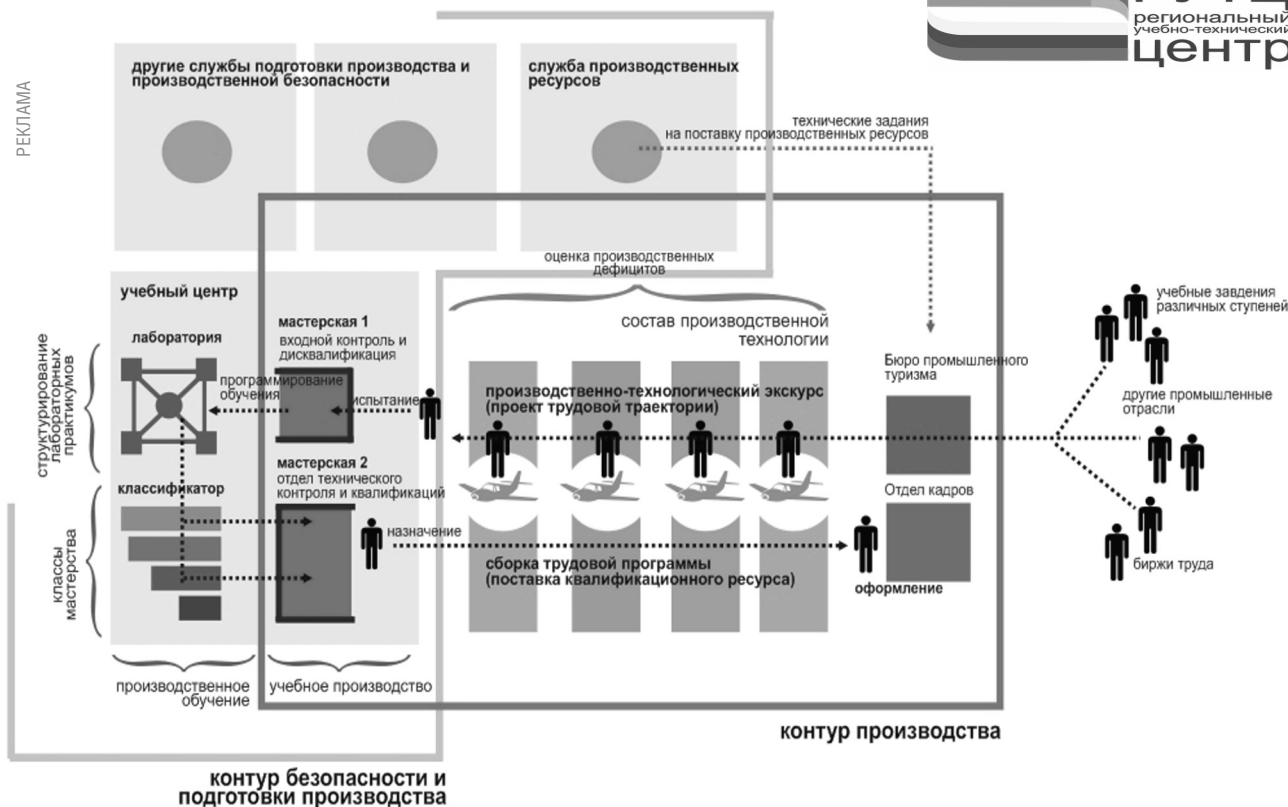 РУТЦ
региональный
учебно-технический
центр
РЕКЛАМА
другие службы подготовки производства и
производственной безопасности
служба производственных
ресурсов
технические задания
на поставку производственных ресурсов
оценка производственных
дефицитов
учебный центр
лаборатория
мастерская 1
входной контроль и
дисквалификация
программирование
обучения
испытание
состав производственной
технологии
производственно-технологический экскурс
(проект трудовой траектории)
Бюро промышленного
туризма
учебные завдения
различных ступеней
другие промышленные
отрасли
биржи труда
структурирование
лабораторных
практикумов
классификатор
мастерская 2
отдел технического
контроля и квалификаций
назначение
Отдел кадров
сборка трудовой программы
(поставка квалификационного ресурса)
оформление
классы
мастерства
производственное
обучение
учебное производство
контур производства
контур безопасности и
подготовки производства